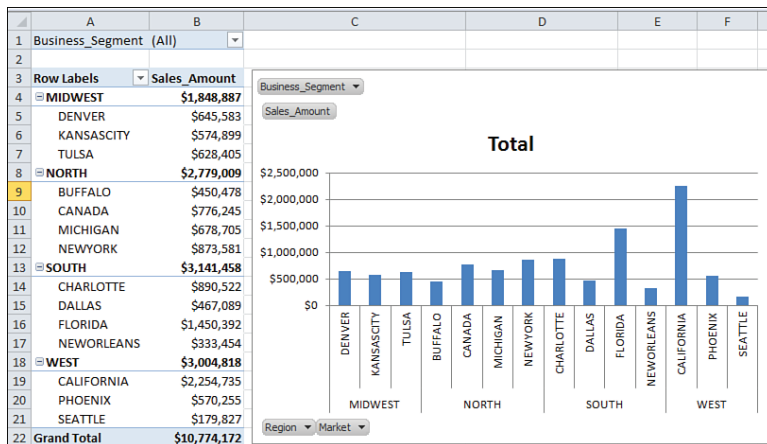 A B C D E F
1 Business_Segment (All)
2
3 Row Labels Sales_Amount
4 MIDWEST $1,848,887
5 DENVER $645,583
6 KANSASCITY $574,899
7 TULSA $628,405
8 NORTH $2,779,009
9 BUFFALO $450,478
10 CANADA $776,245
11 MICHIGAN $678,705
12 NEWYORK $873,581
13 SOUTH $3,141,458
14 CHARLOTTE $890,522
15 DALLAS $467,089
16 FLORIDA $1,450,392
17 NEWORLEANS $333,454
18 WEST $3,004,818
19 CALIFORNIA $2,254,735
20 PHOENIX $570,255
21 SEATTLE $179,827
22 Grand Total $10,774,172
Business_Segment
Sales_Amount
Total
$2,500,000
$2,000,000
$1,500,000
$1,000,000
$500,000
$0
DENVER
KANSASCITY
TULSA
BUFFALO
CANADA
MICHIGAN
NEWYORK
CHARLOTTE
DALLAS
FLORIDA
NEWORLEANS
CALIFORNIA
PHOENIX
SEATTLE
MIDWEST NORTH SOUTH WEST
Region Market